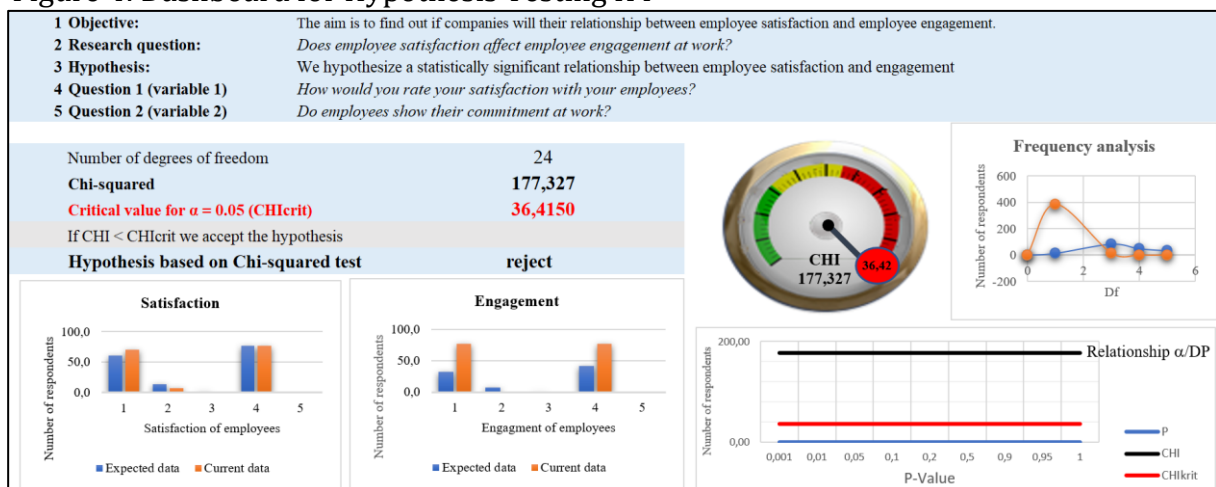 Figure 4: Dashboard for Hypothesis Testing
1 Objective: The aim is to find out if companies will their relationship between employee satisfaction and employee engagement.
2 Research question: Does employee satisfaction affect employee engagement at work?
3 Hypothesis: We hypothesize a statistically significant relationship between employee satisfaction and engagement
4 Question 1 (variable 1) How would you rate your satisfaction with your employees?
5 Question 2 (variable 2) Do employees show their commitment at work?
Number of degrees of freedom 24
Chi-squared 177,327
Critical value for α = 0.05 (CHIcrit) 36,4150
If CHI < CHIcrit we accept the hypothesis
Hypothesis based on Chi-squared test reject
CHI
177,327
36,42
Frequency analysis
Number of respondents
600
400
200
0
-200
0 2 4 6
Df
Satisfaction
Number of respondents
100,0
50,0
0,0
1 2 3 4 5
Satisfaction of employees
Expected data Current data
Engagement
Number of respondents
100,0
50,0
0,0
1 2 3 4 5
Engagment of employees
Expected data Current data
Number of respondents
200,00
0,00
Relationship α/DP
0,001 0,01 0,05 0,1 0,2 0,5 0,9 0,95 1
P-Value
P
CHI
CHIkrit